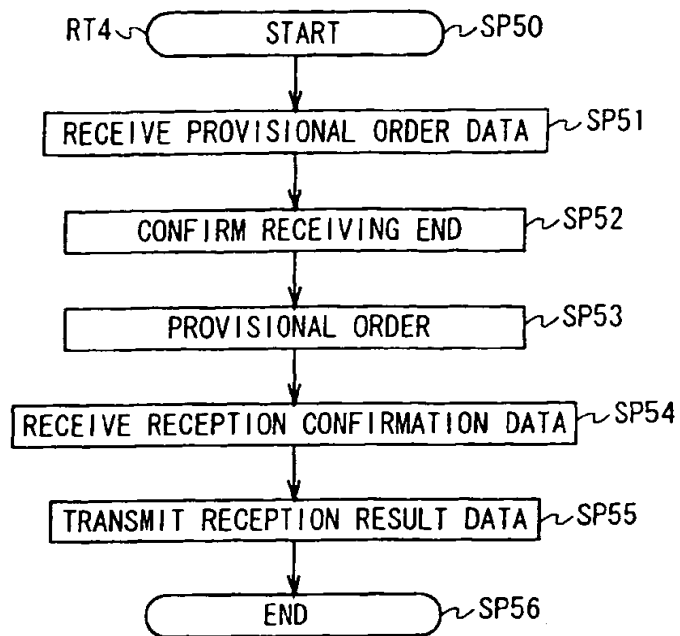 RT4 START SP50
RECEIVE PROVISIONAL ORDER DATA SP51
CONFIRM RECEIVING END SP52
PROVISIONAL ORDER SP53
RECEIVE RECEPTION CONFIRMATION DATA SP54
TRANSMIT RECEPTION RESULT DATA SP55
END SP56